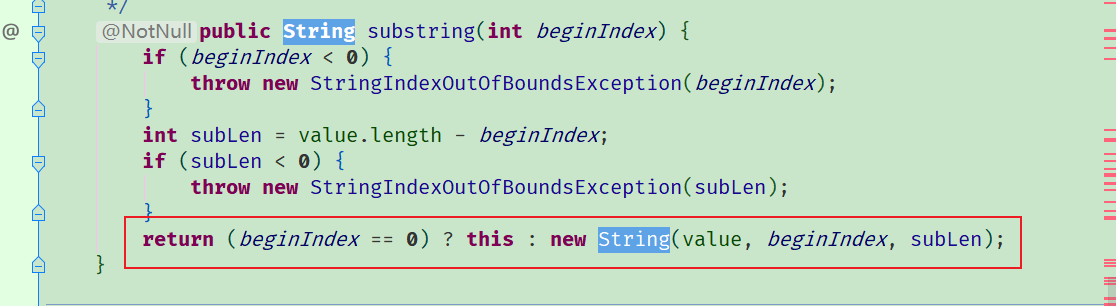 */
@ @NotNull public String substring(int beginIndex) {
if (beginIndex < 0) {
throw new StringIndexOutOfBoundsException(beginIndex);
}
int subLen = value.length - beginIndex;
if (subLen < 0) {
throw new StringIndexOutOfBoundsException(subLen);
}
return (beginIndex == 0) ? this : new String(value, beginIndex, subLen);
}